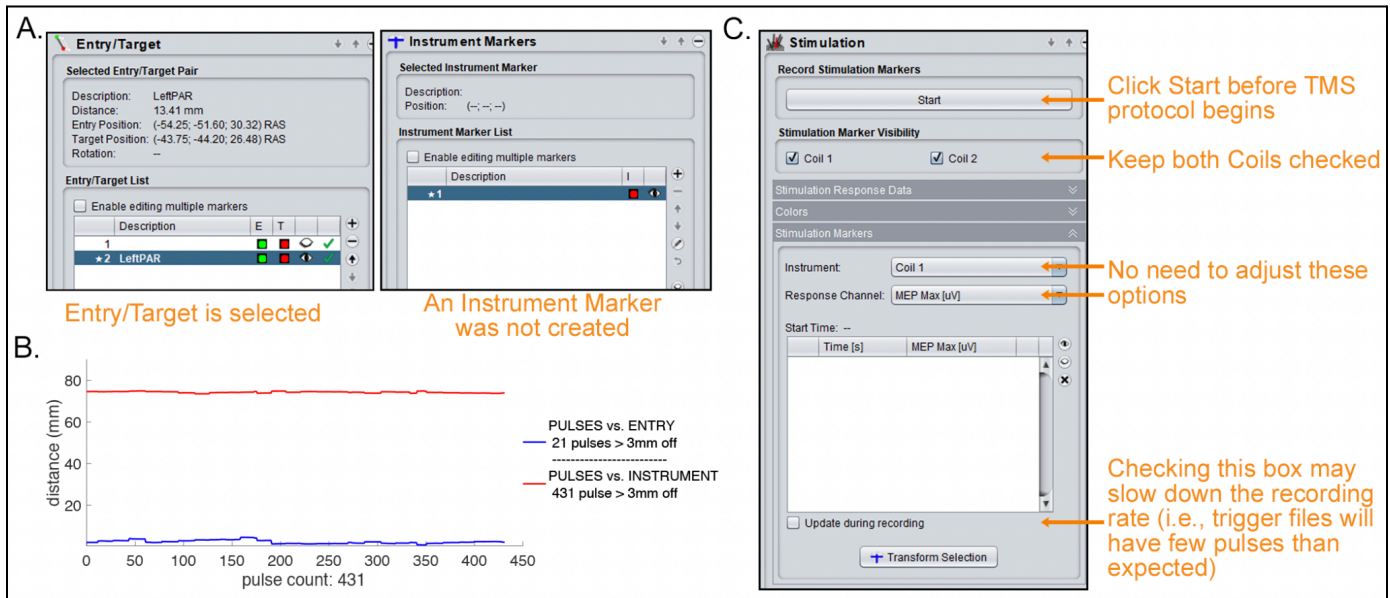 A.
Entry/Target
Selected Entry/Target Pair
Description: LeftPAR
Distance: 13.41 mm
Entry Position: (-54.25; -51.60; 30.32) RAS
Target Position: (-43.75; -44.20; 26.48) RAS
Rotation: --
Entry/Target List
Enable editing multiple markers
Description E T
1
★2 LeftPAR
Entry/Target is selected
Instrument Markers
Selected Instrument Marker
Description:
Position: (--; --; --)
Instrument Marker List
Enable editing multiple markers
Description I
★1
An Instrument Marker
was not created
B.
distance (mm)
80
60
40
20
0 50 100 150 200 250 300 350 400 450
pulse count: 431
PULSES vs. ENTRY
21 pulses > 3mm off
-------------------------
PULSES vs. INSTRUMENT
431 pulse > 3mm off
C.
Stimulation
Record Stimulation Markers
Start
Stimulation Marker Visibility
Coil 1 Coil 2
Stimulation Response Data
Colors
Stimulation Markers
Instrument: Coil 1
Response Channel: MEP Max [uV]
Start Time: --
Time [s] MEP Max [uV]
Update during recording
Transform Selection
Click Start before TMS
protocol begins
Keep both Coils checked
No need to adjust these
options
Checking this box may
slow down the recording
rate (i.e., trigger files will
have few pulses than
expected)